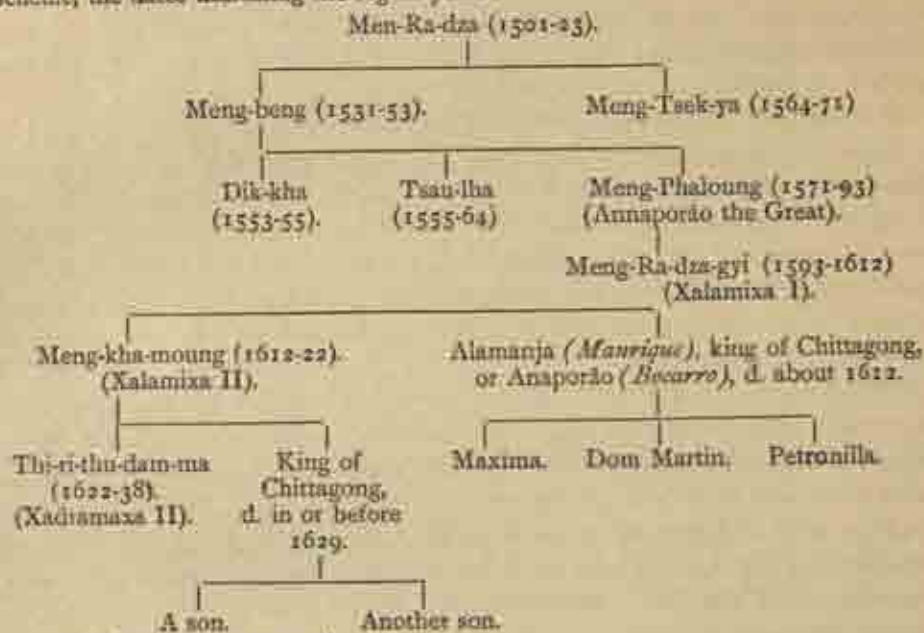 Men-Ra-dza (1501-23).
Meng-beng (1531-53). Meng-Tsek-ya (1564-71)
Dik-kha Tsau-lha Meng-Phaloung (1571-93)
(1553-55). (1555-64) (Annaporão the Great).
Meng-Ra-dza-gyi (1593-1612)
(Xalamixa I).
Meng-kha-moung (1612-22). Alamanja (Manrique), king of Chittagong,
(Xalamixa II). or Anaporão (Bocarro), d. about 1612.
Thi-ri-thu-dam-ma King of Maxima. Dom Martin. Petronilla.
(1622-38). Chittagong,
(Xadramaxa II). d. in or before
1629.
A son. Another son.